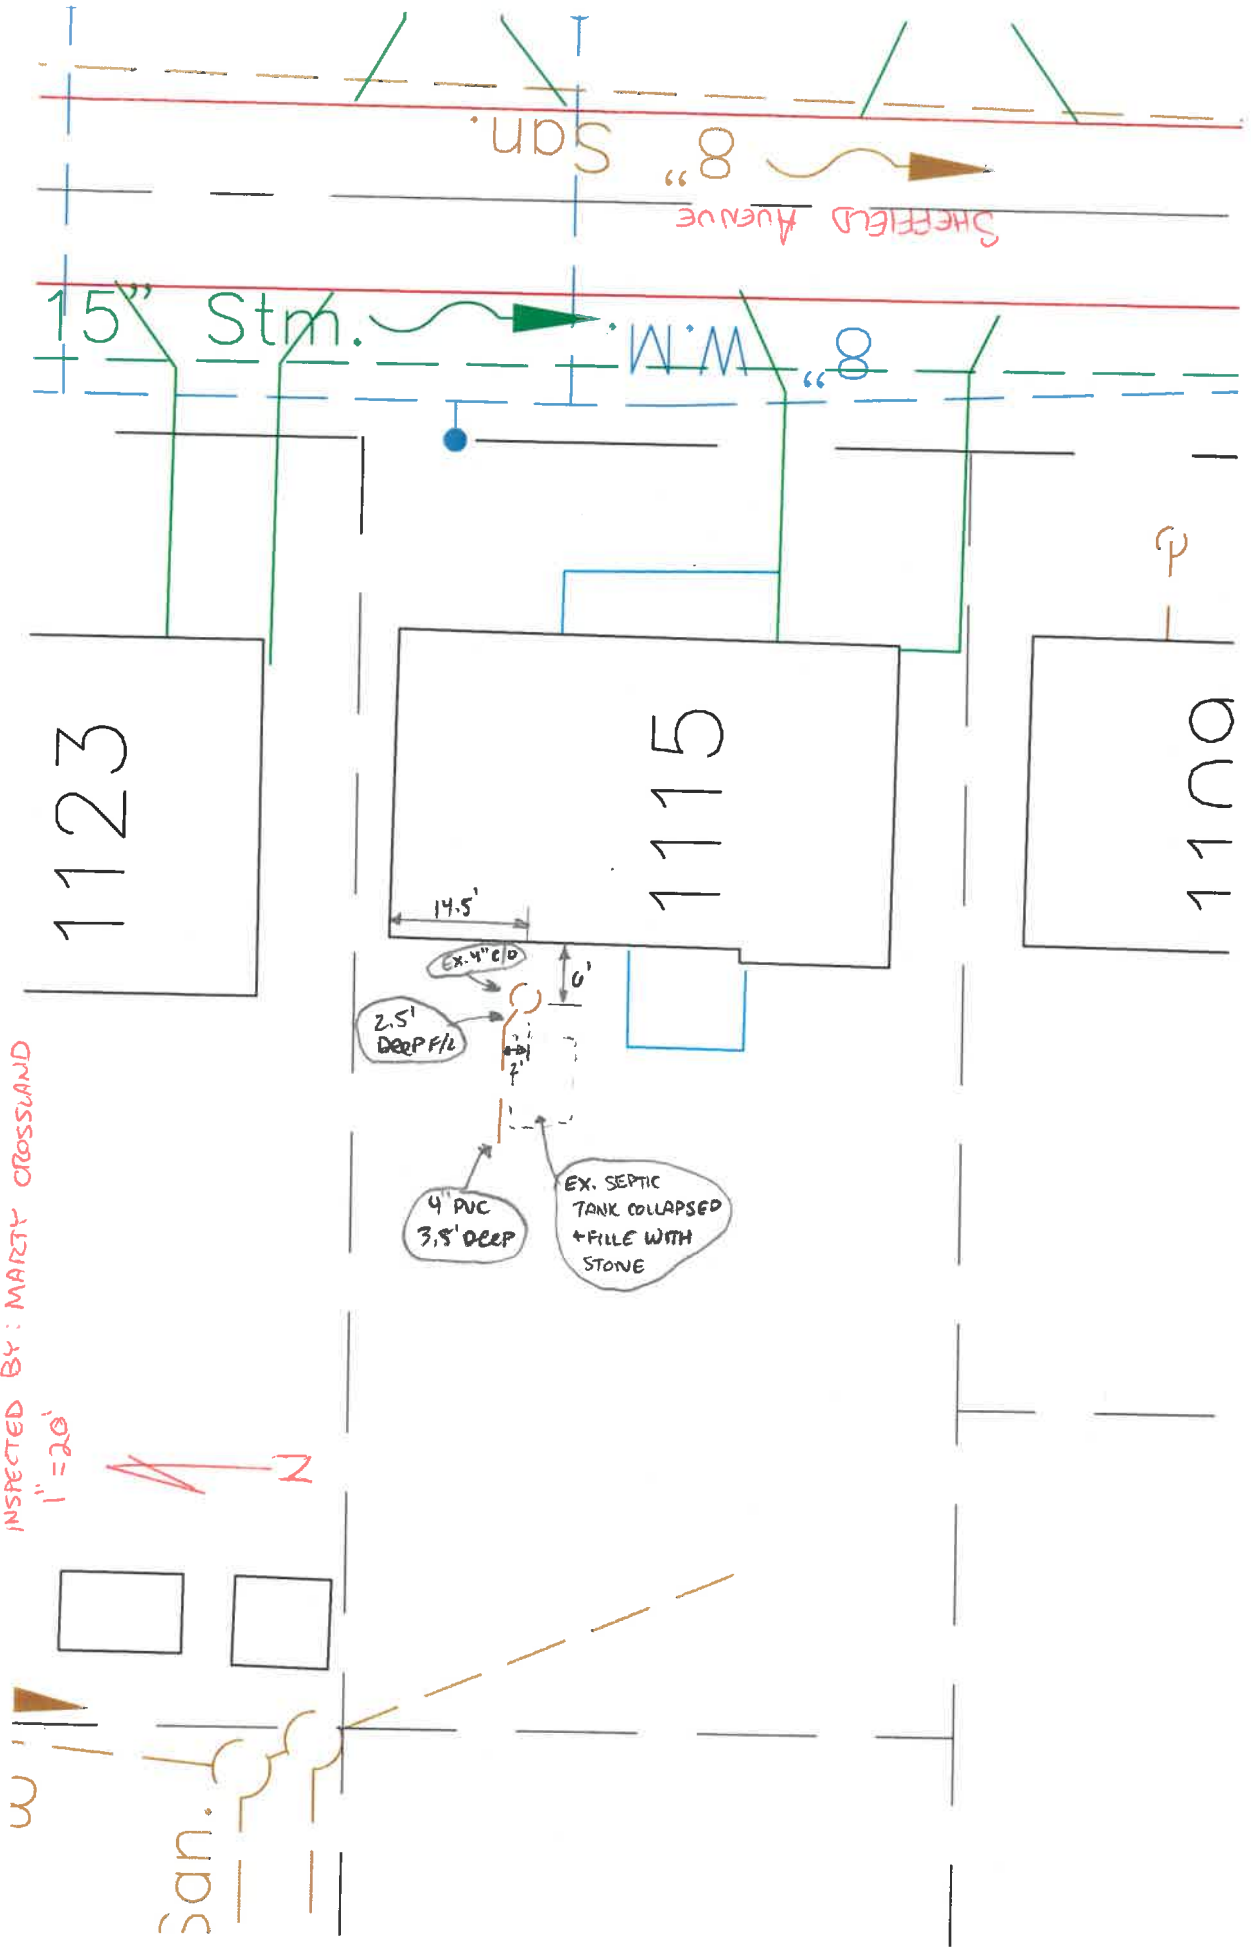 8" San.
SHEFFIELD AVENUE
15" Stm.
8" W.M.
1123
1115
14.5'
EX. 4" C/O
6'
2.5'
DEEP F/L
2'
4" PVC
3.5' DEEP
EX. SEPTIC
TANK COLLAPSED
+ FILLE WITH
STONE
INSPECTED BY: MARTY CROSSLAND
1" = 20'
N
San.